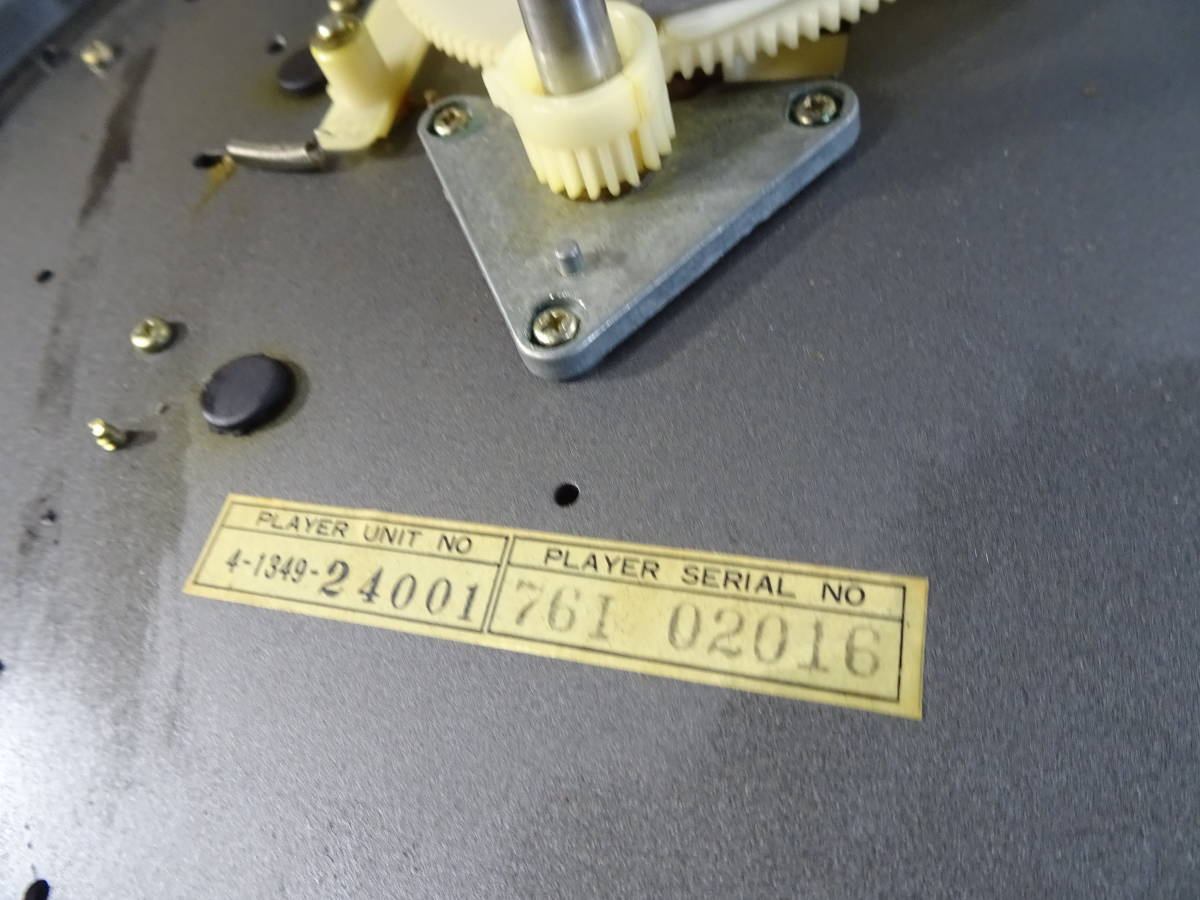 PLAYER UNIT NO
4-1349-24001
PLAYER SERIAL NO
761 02016